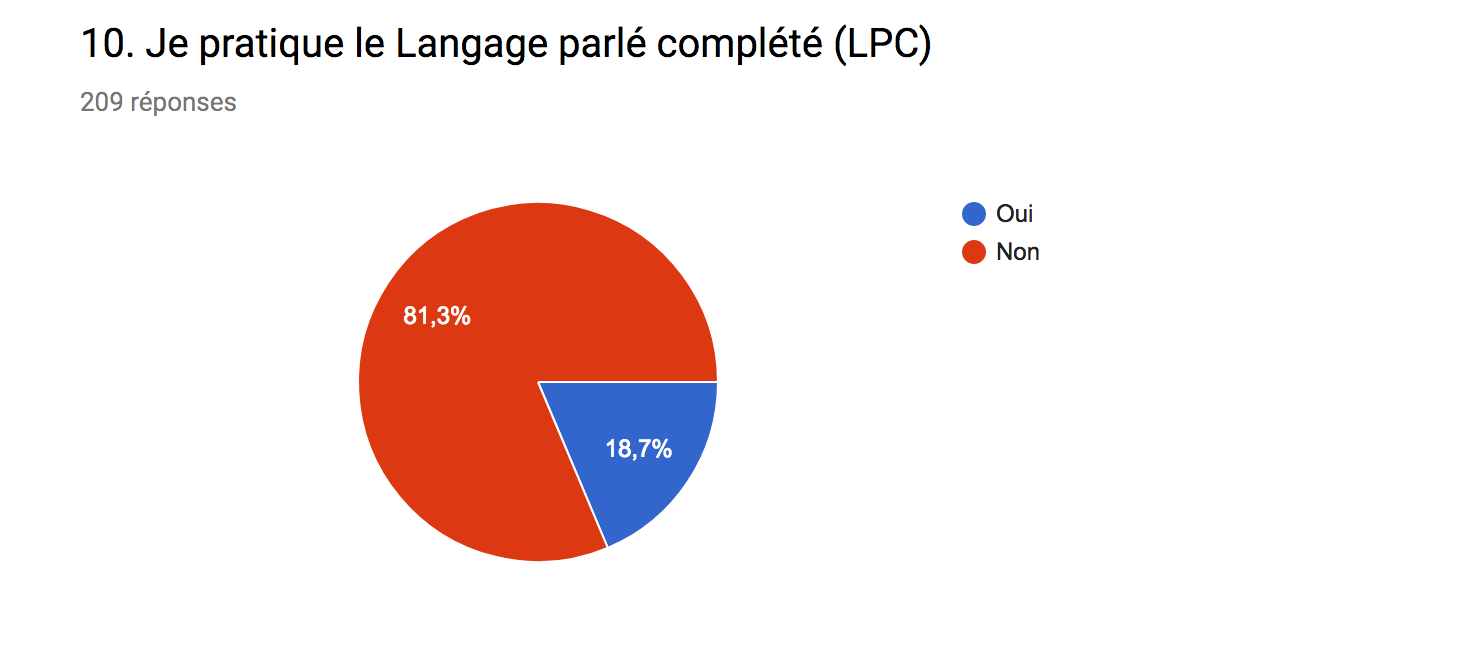 10. Je pratique le Langage parlé complété (LPC)
209 réponses
Oui
Non
81,3%
18,7%